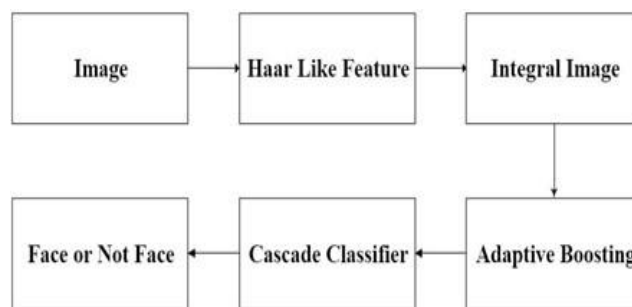 Image
Haar Like Feature
Integral Image
Adaptive Boosting
Cascade Classifier
Face or Not Face